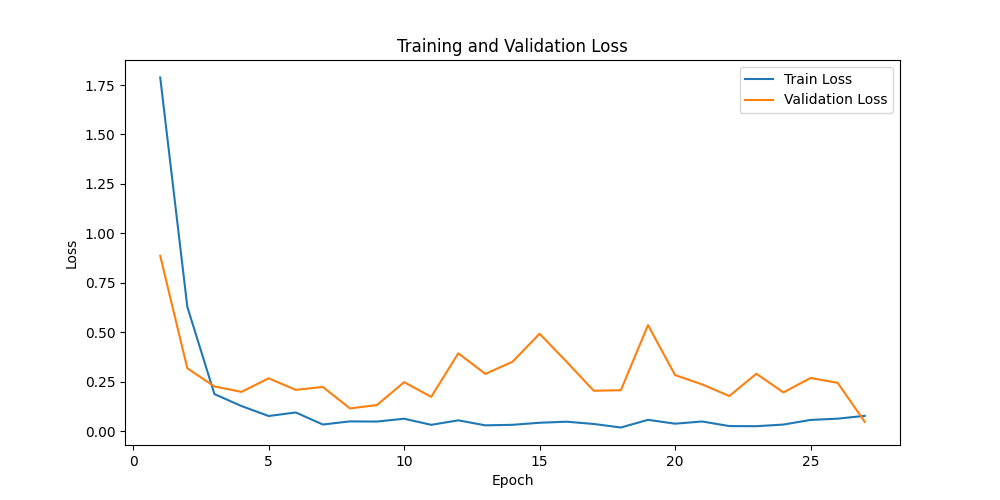 Training and Validation Loss
Train Loss
Validation Loss
1.75
1.50
1.25
1.00
0.75
0.50
0.25
0.00
Loss
0 5 10 15 20 25
Epoch